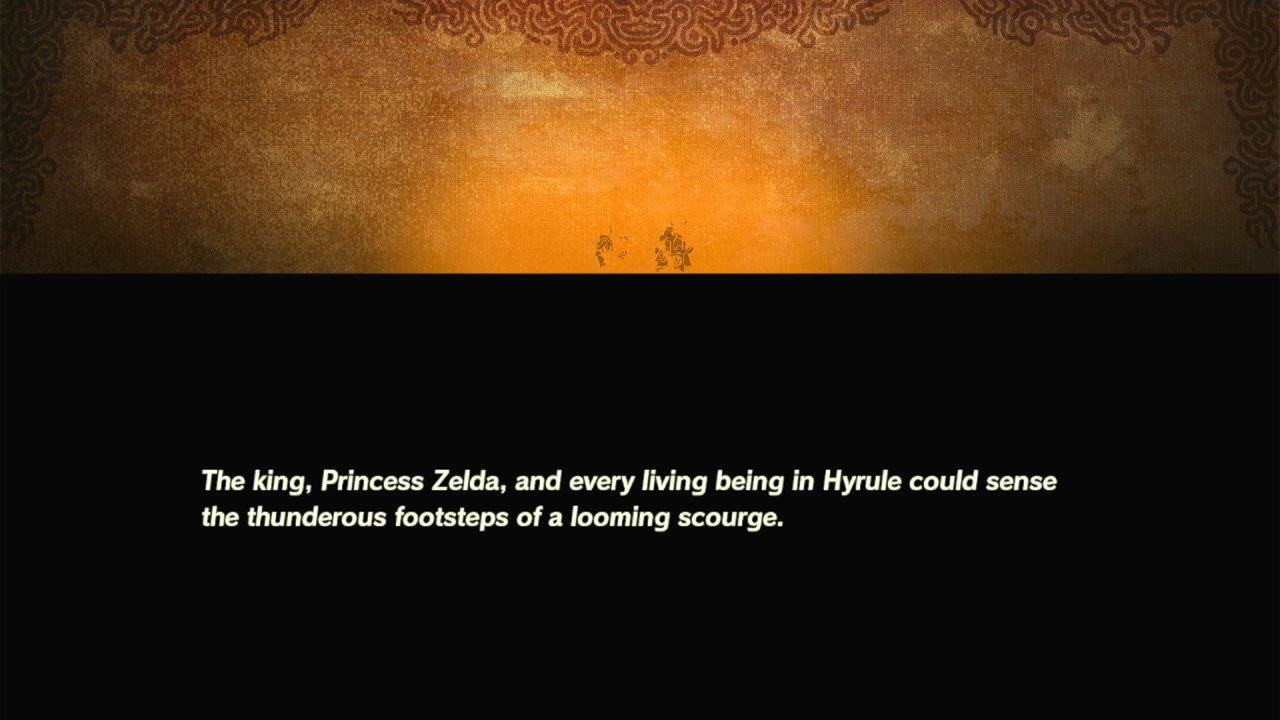 The king, Princess Zelda, and every living being in Hyrule could sense
the thunderous footsteps of a looming scourge.